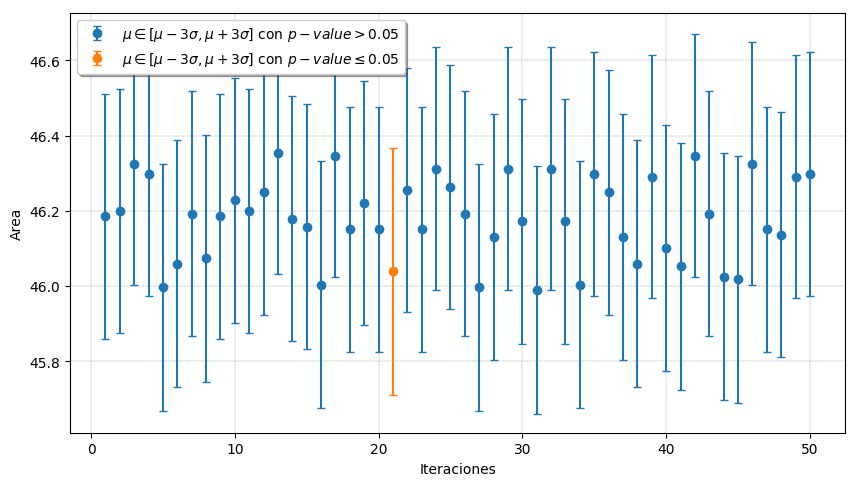 μ ∈ [μ − 3σ, μ + 3σ] con p − value > 0.05
μ ∈ [μ − 3σ, μ + 3σ] con p − value ≤ 0.05
46.6
46.4
46.2
46.0
45.8
Area
0 10 20 30 40 50
Iteraciones